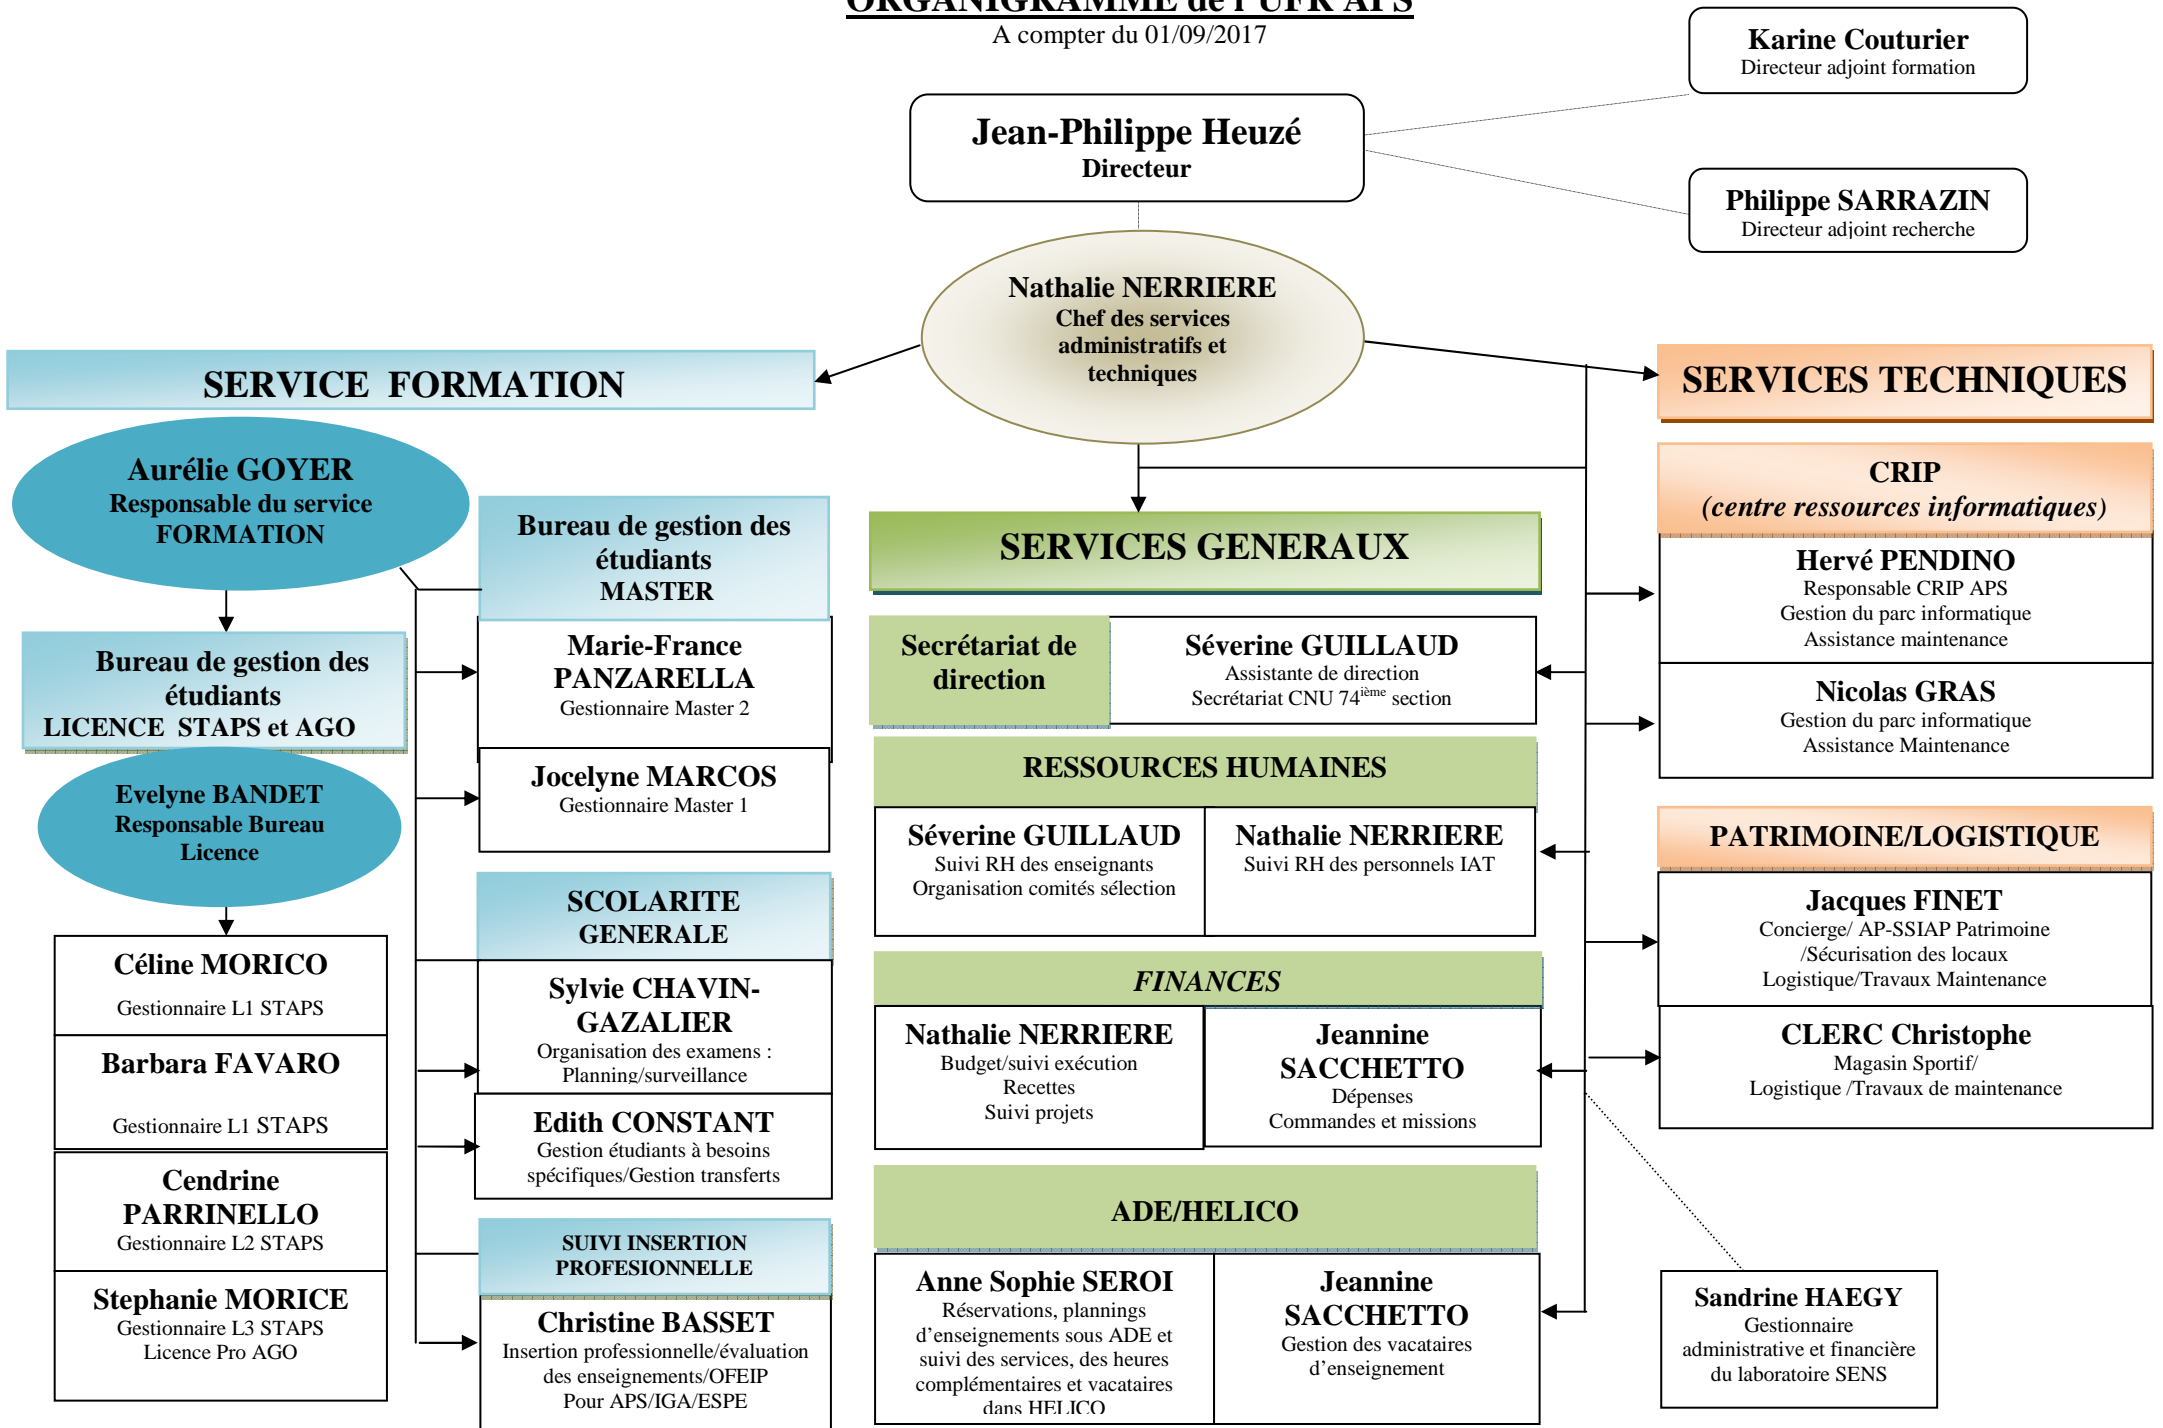 ORGANIGRAMME de l'UFR APS
A compter du 01/09/2017
Karine Couturier
Directeur adjoint formation
Jean-Philippe Heuzé
Directeur
Philippe SARRAZIN
Directeur adjoint recherche
Nathalie NERRIERE
Chef des services
administratifs et
techniques
SERVICE FORMATION
Aurélie GOYER
Responsable du service
FORMATION
Bureau de gestion des
étudiants
LICENCE STAPS et AGO
Evelyne BANDET
Responsable Bureau
Licence
Céline MORICO
Gestionnaire L1 STAPS
Barbara FAVARO
Gestionnaire L1 STAPS
Cendrine
PARRINELLO
Gestionnaire L2 STAPS
Stephanie MORICE
Gestionnaire L3 STAPS
Licence Pro AGO
Bureau de gestion des
étudiants
MASTER
Marie-France
PANZARELLA
Gestionnaire Master 2
Jocelyne MARCOS
Gestionnaire Master 1
SCOLARITE
GENERALE
Sylvie CHAVIN-
GAZALIER
Organisation des examens :
Planning/surveillance
Edith CONSTANT
Gestion étudiants à besoins
spécifiques/Gestion transferts
SUIVI INSERTION
PROFESIONNELLE
Christine BASSET
Insertion professionnelle/évaluation
des enseignements/OFEIP
Pour APS/IGA/ESPE
SERVICES GENERAUX
Secrétariat de
direction
Séverine GUILLAUD
Assistante de direction
Secrétariat CNU 74ième section
RESSOURCES HUMAINES
Séverine GUILLAUD
Suivi RH des enseignants
Organisation comités sélection
Nathalie NERRIERE
Suivi RH des personnels IAT
FINANCES
Nathalie NERRIERE
Budget/suivi exécution
Recettes
Suivi projets
Jeannine
SACCHETTO
Dépenses
Commandes et missions
ADE/HELICO
Anne Sophie SEROI
Réservations, plannings
d'enseignements sous ADE et
suivi des services, des heures
complémentaires et vacataires
dans HELICO
Jeannine
SACCHETTO
Gestion des vacataires
d'enseignement
SERVICES TECHNIQUES
CRIP
(centre ressources informatiques)
Hervé PENDINO
Responsable CRIP APS
Gestion du parc informatique
Assistance maintenance
Nicolas GRAS
Gestion du parc informatique
Assistance Maintenance
PATRIMOINE/LOGISTIQUE
Jacques FINET
Concierge/ AP-SSIAP Patrimoine
/Sécurisation des locaux
Logistique/Travaux Maintenance
CLERC Christophe
Magasin Sportif/
Logistique /Travaux de maintenance
Sandrine HAEGY
Gestionnaire
administrative et financière
du laboratoire SENS